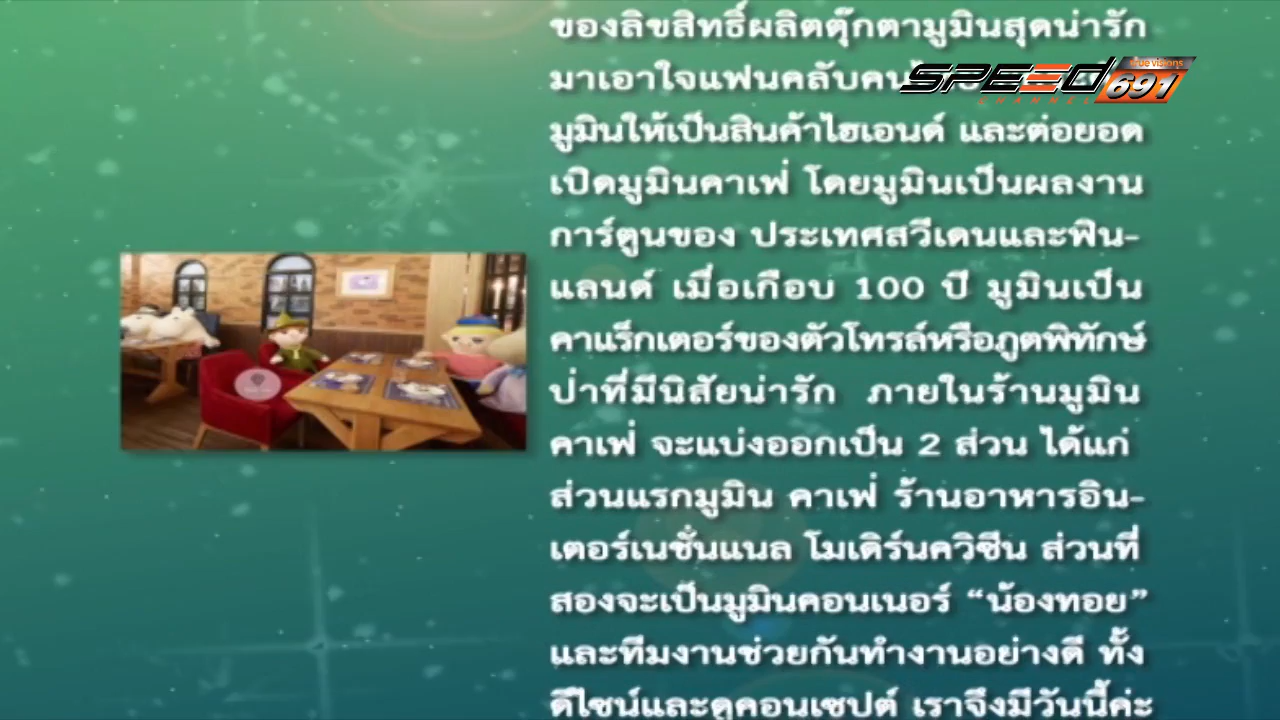 ของลิขสิทธิ์ผลิตตุ๊กตามูมินสุดน่ารัก
มาเอาใจแฟนคลับคน
SPEED CHANNEL true visions 691
มูมินให้เป็นสินค้าไฮเอนด์ และต่อยอด
เปิดมูมินคาเฟ่ โดยมูมินเป็นผลงาน
การ์ตูนของ ประเทศสวีเดนและฟิน-
แลนด์ เมื่อเกือบ 100 ปี มูมินเป็น
คาแร็กเตอร์ของตัวโทรล์หรือภูตพิทักษ์
ป่าที่มีนิสัยน่ารัก ภายในร้านมูมิน
คาเฟ่ จะแบ่งออกเป็น 2 ส่วน ได้แก่
ส่วนแรกมูมิน คาเฟ่ ร้านอาหารอิน-
เตอร์เนชั่นแนล โมเดิร์นควิซีน ส่วนที่
สองจะเป็นมูมินคอนเนอร์ “น้องทอย”
และทีมงานช่วยกันทำงานอย่างดี ทั้ง
ดีไซน์และดูคอนเซปต์ เราจึงมีวันนี้ค่ะ